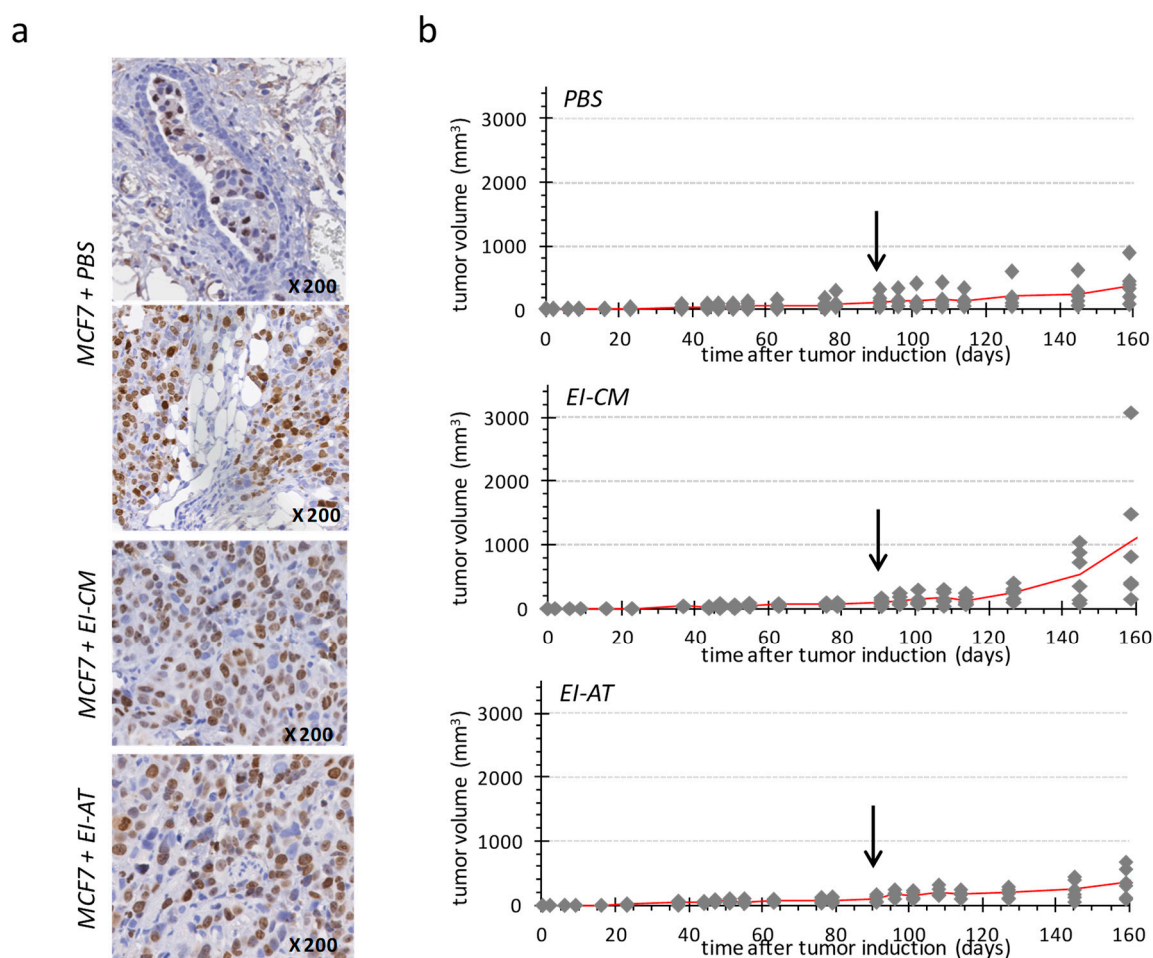 a
MCF7 + PBS
X200
X200
MCF7 + EI-CM
X200
MCF7 + EI-AT
X200
b
PBS
tumor volume (mm³)
3000
2000
1000
0
0 20 40 60 80 100 120 140 160
time after tumor induction (days)
EI-CM
tumor volume (mm³)
3000
2000
1000
0
0 20 40 60 80 100 120 140 160
time after tumor induction (days)
EI-AT
tumor volume (mm³)
3000
2000
1000
0
0 20 40 60 80 100 120 140 160
time after tumor induction (days)